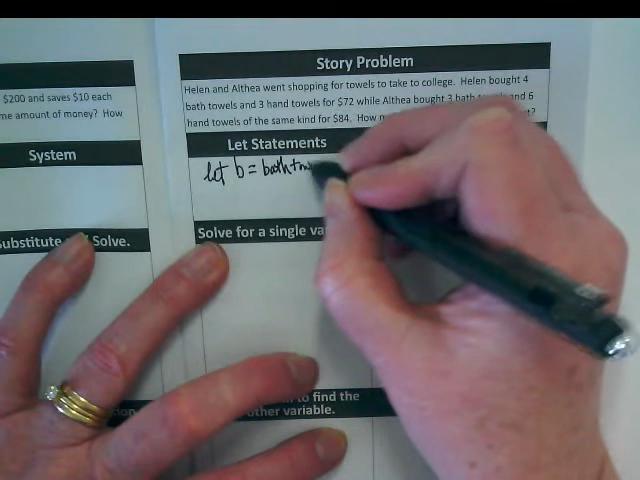 Story Problem
$200 and saves $10 each
me amount of money? How
Helen and Althea went shopping for towels to take to college. Helen bought 4
bath towels and 3 hand towels for $72 while Althea bought 3 bath and 6
hand towels of the same kind for $84. How
System
Let Statements
let b = bath
Substitute Solve.
Solve for a single
to find the
other variable.